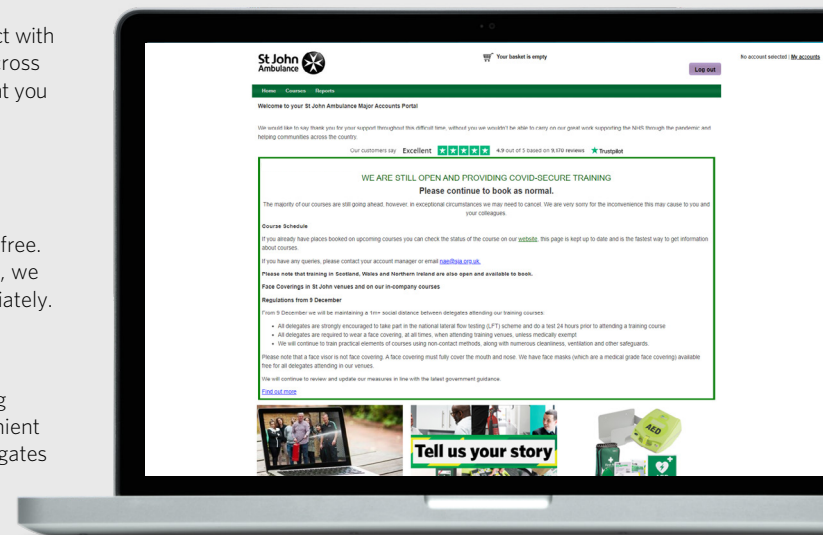 ct with
cross
at you
free.
, we
iately.
g
nient
gates
St John
Ambulance
Your basket is empty
No account selected | My accounts
Log out
Home Courses Reports
Welcome to your St John Ambulance Major Accounts Portal
We would like to say thank you for your support throughout this difficult time, without you we wouldn't be able to carry on our great work supporting the NHS through the pandemic and
helping communities across the country.
Our customers say Excellent 4.9 out of 5 based on 9,170 reviews Trustpilot
WE ARE STILL OPEN AND PROVIDING COVID-SECURE TRAINING
Please continue to book as normal.
The majority of our courses are still going ahead, however, in exceptional circumstances we may need to cancel. We are very sorry for the inconvenience this may cause to you and
your colleagues.
Course Schedule
If you already have places booked on upcoming courses you can check the status of the course on our website, this page is kept up to date and is the fastest way to get information
about courses.
If you have any queries, please contact your account manager or email nae@sja.org.uk.
Please note that training in Scotland, Wales and Northern Ireland are also open and available to book.
Face Coverings in St John venues and on our in-company courses
Regulations from 9 December
From 9 December we will be maintaining a 1m+ social distance between delegates attending our training courses:
• All delegates are strongly encouraged to take part in the national lateral flow testing (LFT) scheme and do a test 24 hours prior to attending a training course
• All delegates are required to wear a face covering, at all times, when attending training venues, unless medically exempt
• We will continue to train practical elements of courses using non-contact methods, along with numerous cleanliness, ventilation and other safeguards.
Please note that a face visor is not face covering. A face covering must fully cover the mouth and nose. We have face masks (which are a medical grade face covering) available
free for all delegates attending in our venues.
We will continue to review and update our measures in line with the latest government guidance.
Find out more
Tell us your story
AED
AED